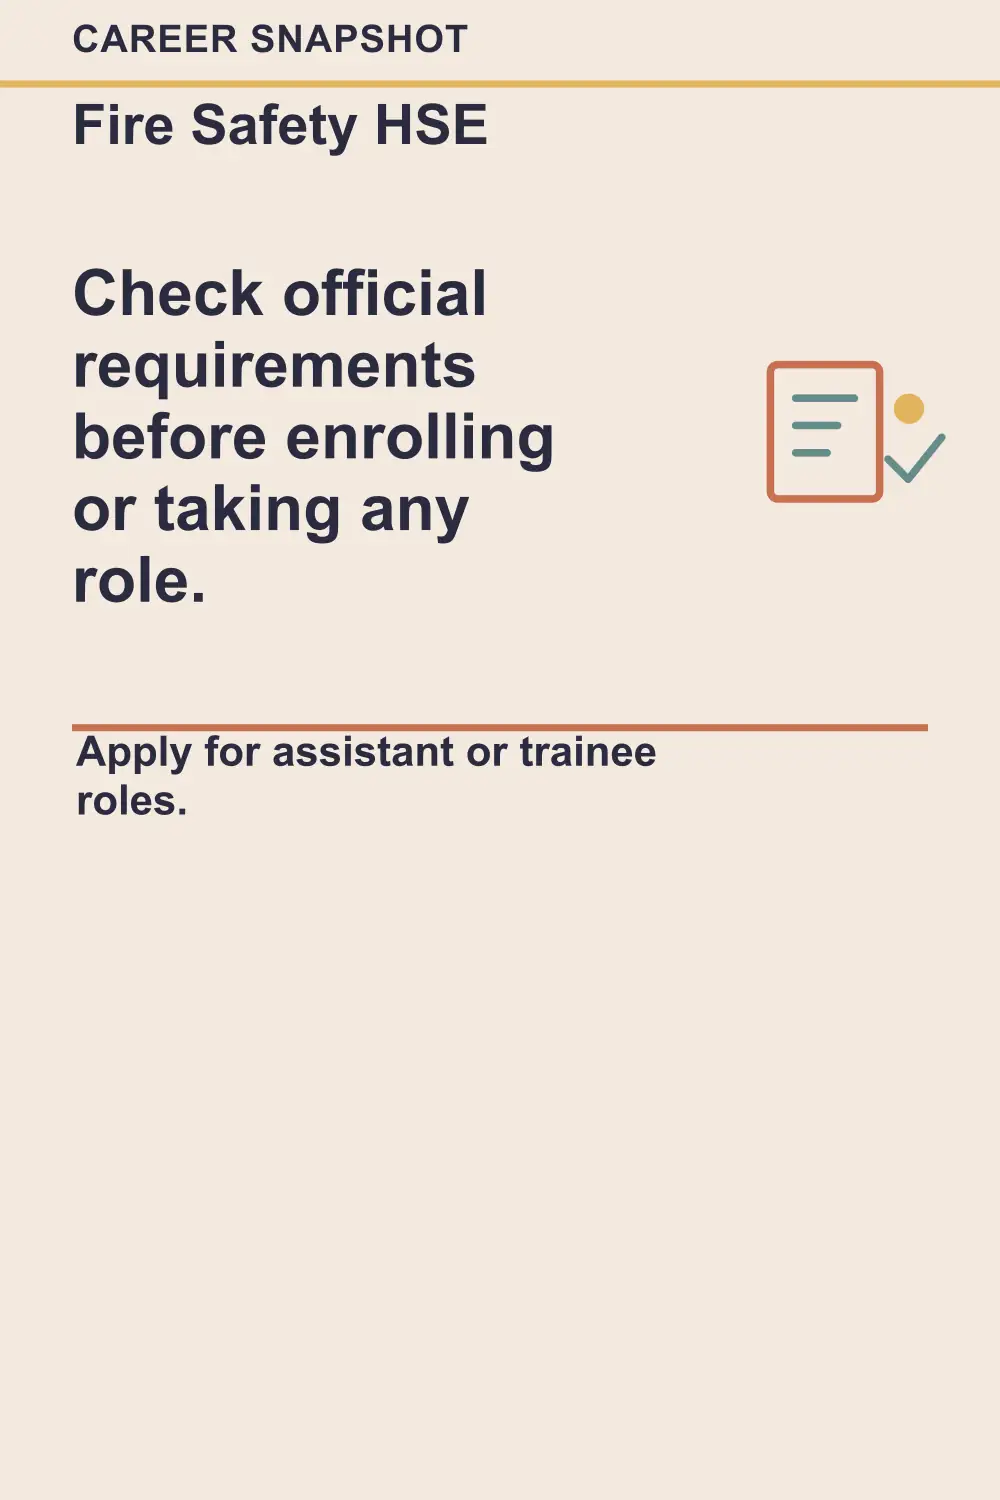 CAREER SNAPSHOT
Fire Safety HSE
Check official
requirements
before enrolling
or taking any
role.
Apply for assistant or trainee
roles.